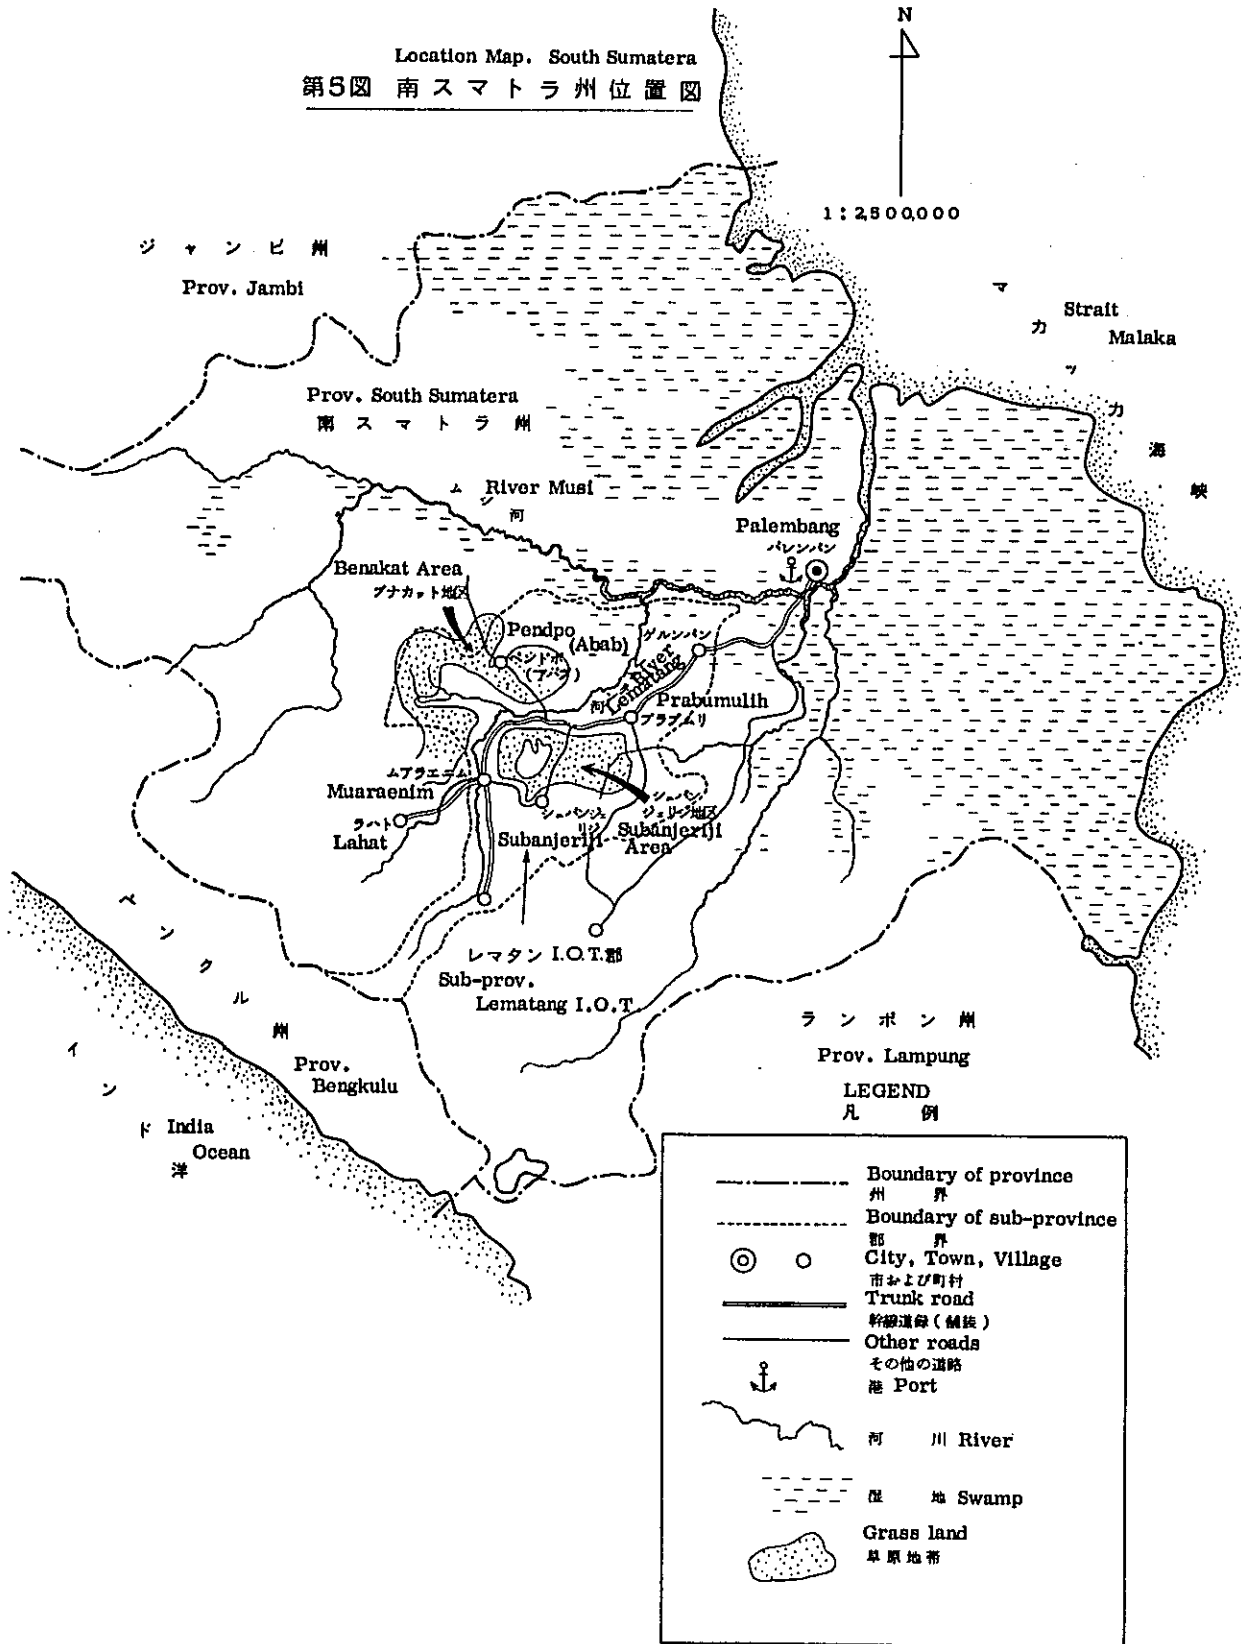 Location Map. South Sumatera
第5図 南スマトラ州位置図
N
1:2,500,000
ジャンビ州
Prov. Jambi
マカッカ海峡
Strait
Malaka
Prov. South Sumatera
南スマトラ州
River Musi
ムシ河
Palembang
パレンバン
Benakat Area
ブナカット地区
Pendpo
(Abab)
ペンドポ
(アバブ)
ゲルンバン
River
Lematang
河
Prabumulih
プラブムリ
ムアラエニム
Muaraenim
ラハト
Lahat
シューバンジェ
リジ
Subanjeriji
シューバン
ジェリジ地区
Subanjeriji
Area
レマタン I.O.T.郡
Sub-prov.
Lematang I.O.T
ベンクル州
Prov.
Bengkulu
インド洋
India
Ocean
ランポン州
Prov. Lampung
LEGEND
凡例
Boundary of province
州界
Boundary of sub-province
郡界
City, Town, Village
市および町村
Trunk road
幹線道録(舗装)
Other roads
その他の道路
港 Port
河川 River
湿地 Swamp
Grass land
草原地帯